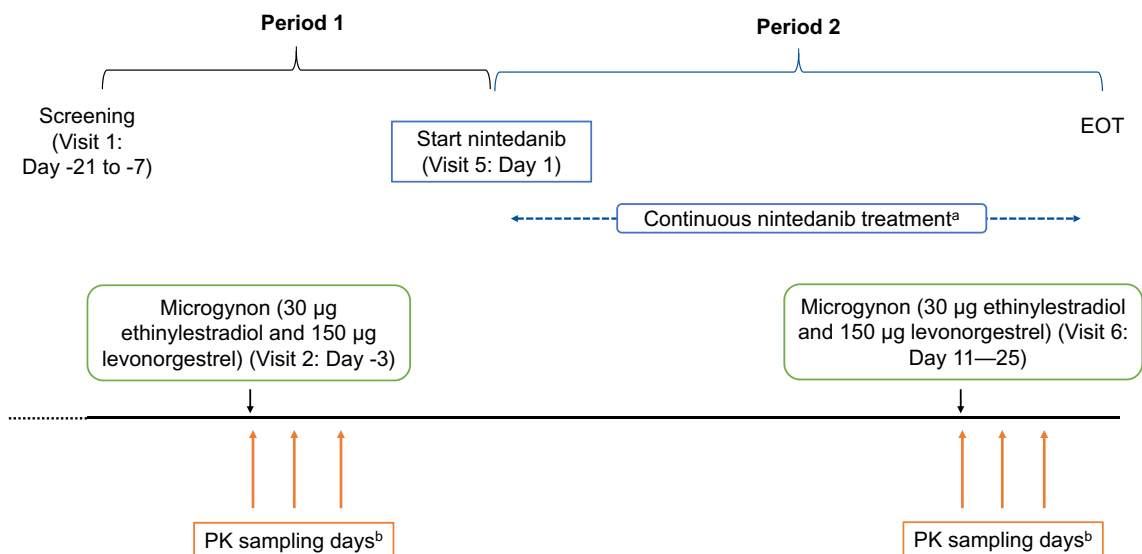 Period 1
Period 2
Screening
(Visit 1:
Day -21 to -7)
Start nintedanib
(Visit 5: Day 1)
EOT
Continuous nintedanib treatmentᵃ
Microgynon (30 µg
ethinylestradiol and 150 µg
levonorgestrel) (Visit 2: Day -3)
Microgynon (30 µg ethinylestradiol
and 150 µg levonorgestrel) (Visit 6:
Day 11—25)
PK sampling daysᵇ
PK sampling daysᵇ